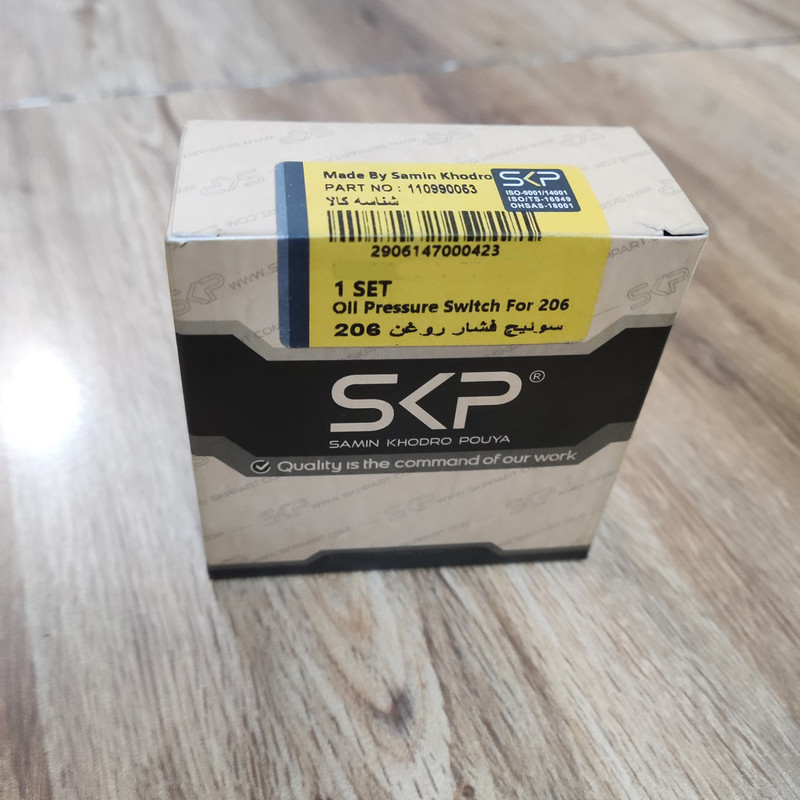 Made By Samin Khodro
PART NO : 110990053
شناسه کالا
SKP
ISO-9001/14001
ISO/TS-16949
OHSAS-18001
2906147000423
1 SET
Oil Pressure Switch For 206
سوئیچ فشار روغن 206
SKP®
SAMIN KHODRO POUYA
Quality is the command of our work